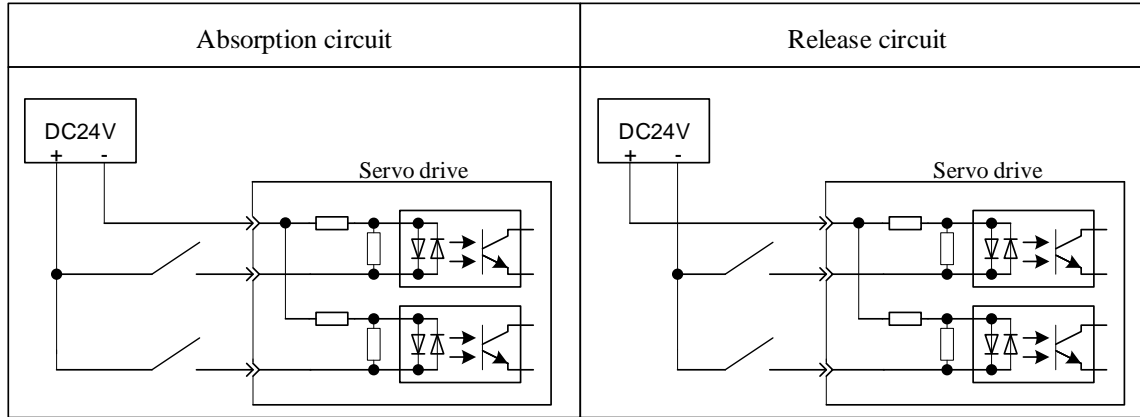 Absorption circuit
Release circuit
DC24V
+ -
Servo drive
DC24V
+ -
Servo drive